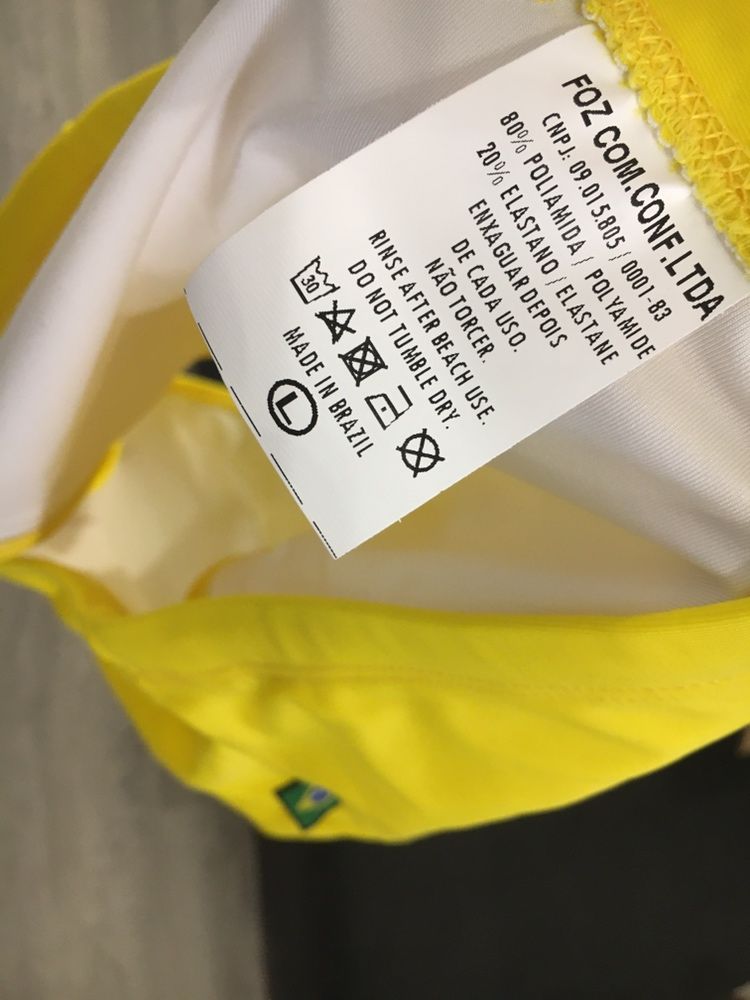 FOZ COM.CONF.LTDA
CNPJ: 09.015.805 / 0001-83
80% POLIAMIDA / POLYAMIDE
20% ELASTANO / ELASTANE
ENXAGUAR DEPOIS
DE CADA USO.
NÃO TORCER.
RINSE AFTER BEACH USE.
DO NOT TUMBLE DRY.
30
MADE IN BRAZIL
L